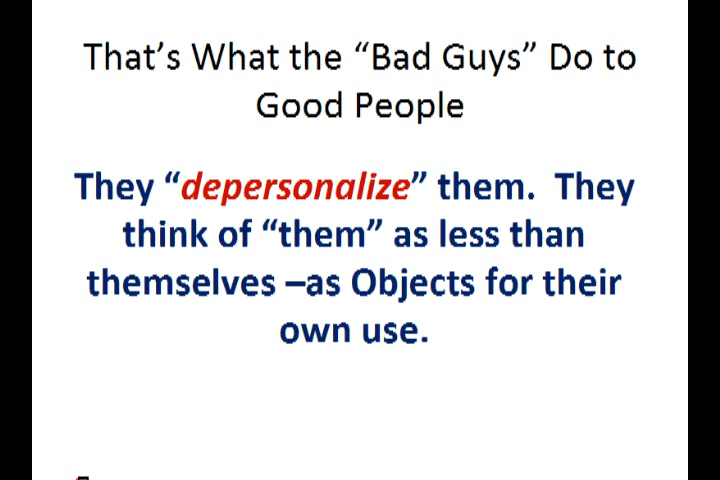 That’s What the “Bad Guys” Do to
Good People
They “depersonalize” them.  They
think of “them” as less than
themselves –as Objects for their
own use.